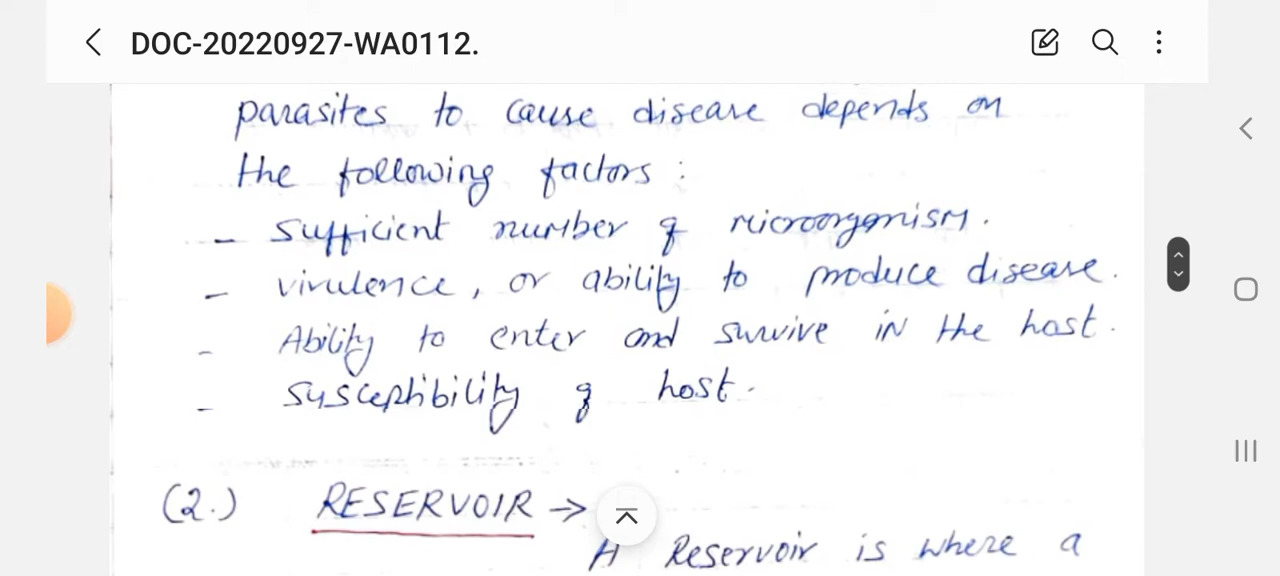 DOC-20220927-WA0112.
parasites to cause disease depends on
the following factors :
- Sufficient number of microorganism.
- virulence, or ability to produce disease.
- Ability to enter and survive in the host.
- susceptibility of host.
(2.) RESERVOIR →
A Reservoir is where a